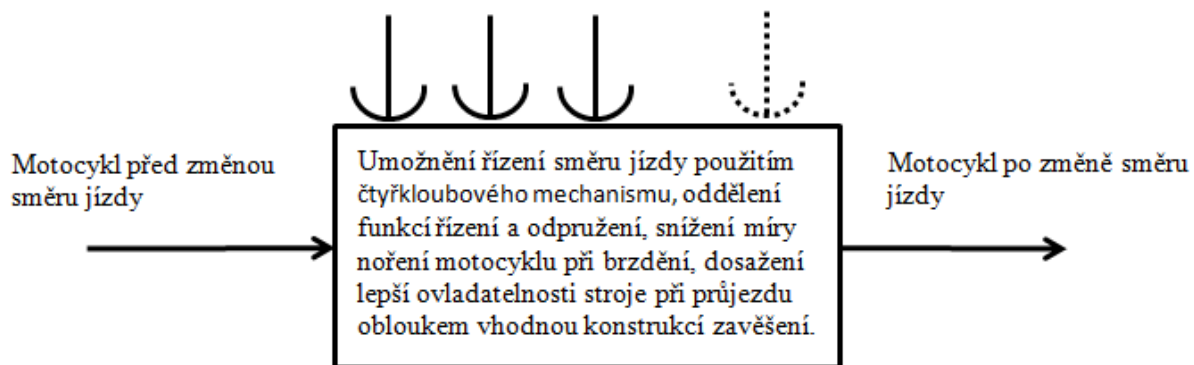 Motocykl před změnou
směru jízdy
Umožnění řízení směru jízdy použitím
čtyřkloubového mechanismu, oddělení
funkcí řízení a odpružení, snížení míry
noření motocyklu při brzdění, dosažení
lepší ovladatelnosti stroje při průjezdu
obloukem vhodnou konstrukcí zavěšení.
Motocykl po změně směru
jízdy